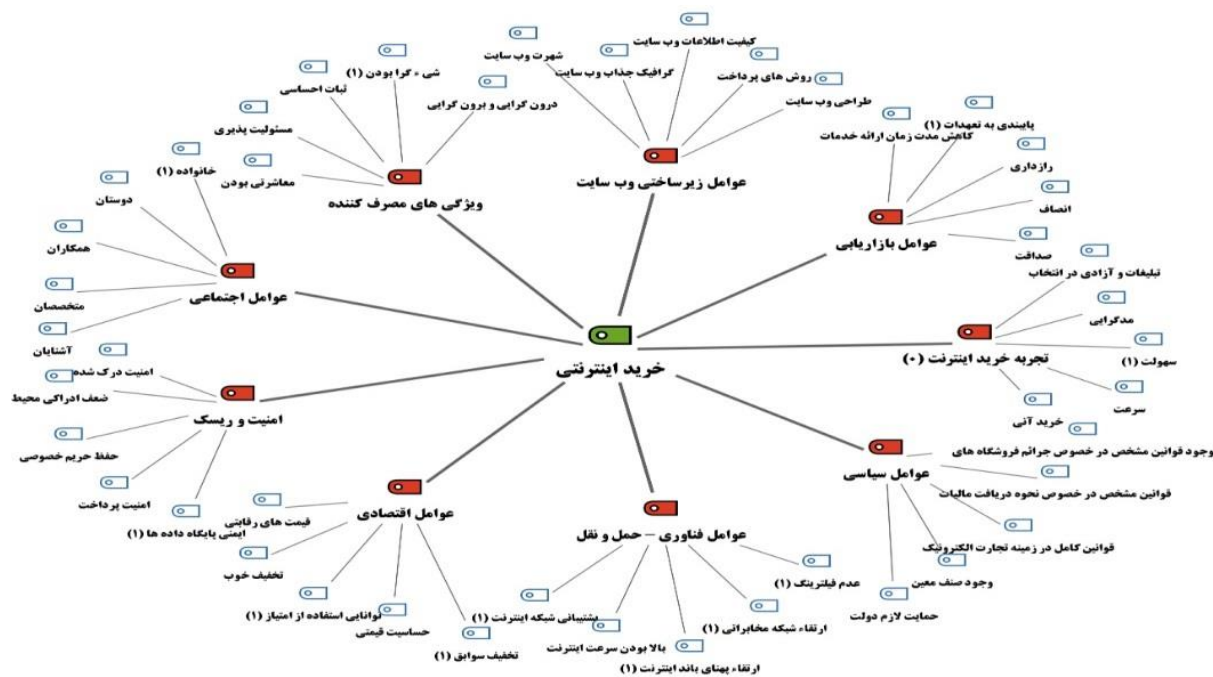 کیفیت اطلاعات وب سایت
شهرت وب سایت
گرافیک جذاب وب سایت
روش های پرداخت
طراحی وب سایت
عوامل زیرساختی وب سایت
شیء گرا بودن (۱)
ثبات احساسی
درون گرایی و برون گرایی
مسئولیت پذیری
معاشرتی بودن
ویژگی های مصرف کننده
پایبندی به تعهدات (۱)
کاهش مدت زمان ارائه خدمات
رازداری
انصاف
صداقت
عوامل بازاریابی
خانواده (۱)
دوستان
همکاران
متخصصان
آشنایان
عوامل اجتماعی
تبلیغات و آزادی در انتخاب
مدگرایی
سهولت (۱)
سرعت
خرید آنی
تجربه خرید اینترنت (۰)
خرید اینترنتی
امنیت درک شده
ضعف ادراکی محیط
حفظ حریم خصوصی
امنیت پرداخت
ایمنی پایگاه داده ها (۱)
امنیت و ریسک
وجود قوانین مشخص در خصوص جرائم فروشگاه های
قوانین مشخص در خصوص نحوه دریافت مالیات
قوانین کامل در زمینه تجارت الکترونیک
وجود صنف معین
حمایت لازم دولت
عوامل سیاسی
عوامل اقتصادی
قیمت های رقابتی
تخفیف خوب
توانایی استفاده از امتیاز (۱)
حساسیت قیمتی
تخفیف سوابق (۱)
عوامل فناوری – حمل و نقل
عدم فیلترینگ (۱)
ارتقاء شبکه مخابراتی (۱)
ارتقاء پهنای باند اینترنت (۱)
بالا بودن سرعت اینترنت
پشتیبانی شبکه اینترنت (۱)